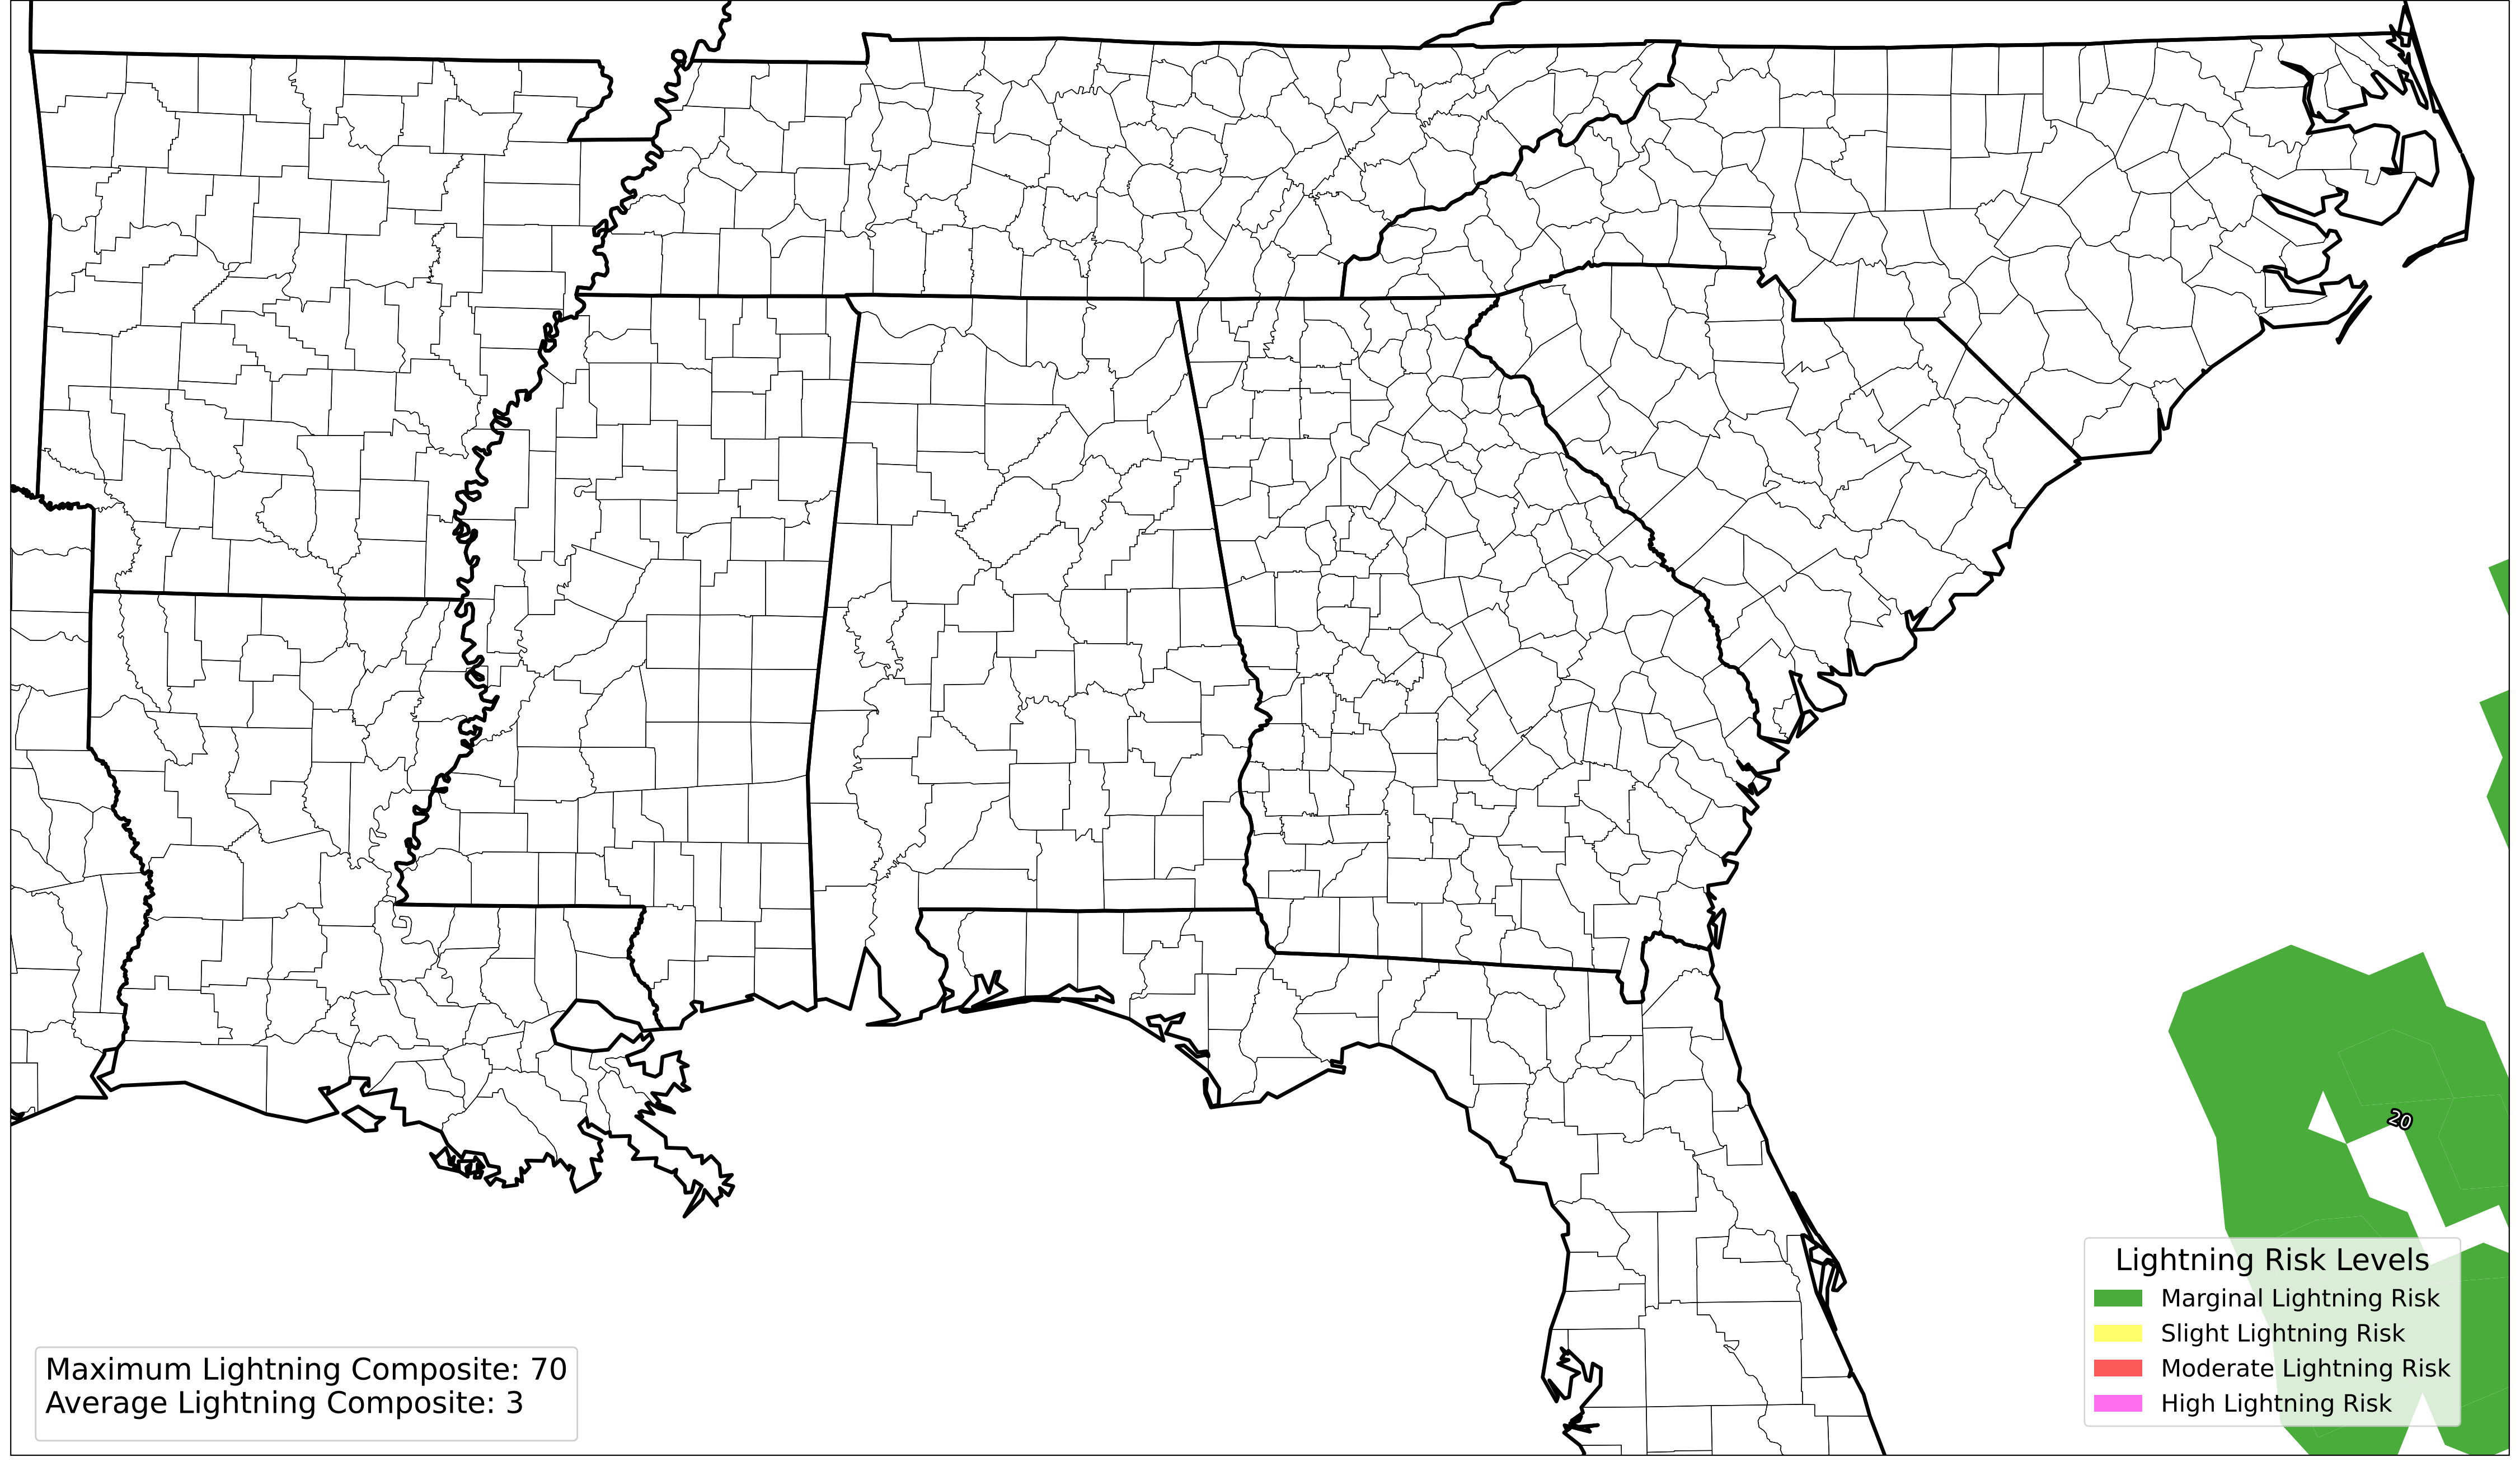 20
Lightning Risk Levels
Marginal Lightning Risk
Slight Lightning Risk
Moderate Lightning Risk
High Lightning Risk
Maximum Lightning Composite: 70
Average Lightning Composite: 3